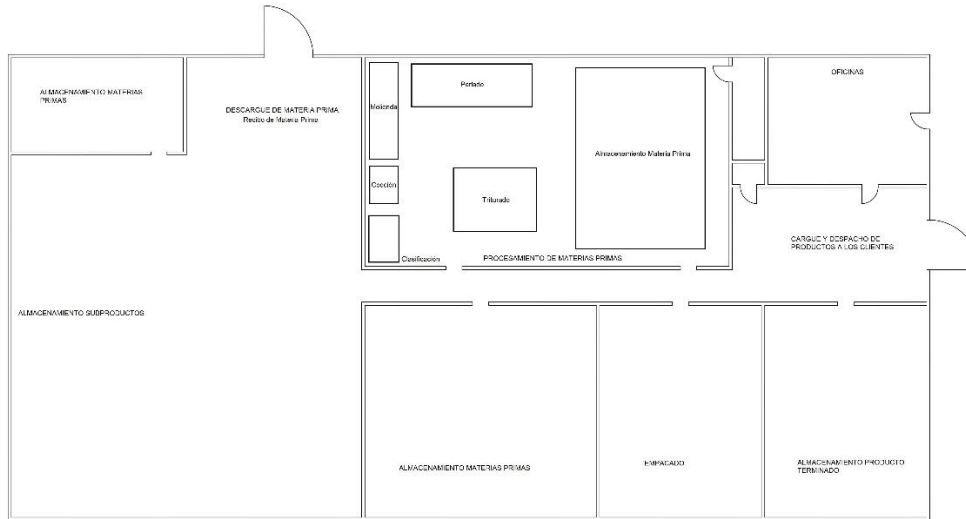 ALMACENAMIENTO MATERIAS
PRIMAS
DESCARGUE DE MATERIA PRIMA
Recibo de Materia Prima
Molienda
Perlado
Almacenamiento Materia Prima
OFICINAS
Cocción
Triturado
Clasificación
PROCESAMIENTO DE MATERIAS PRIMAS
CARGUE Y DESPACHO DE
PRODUCTOS A LOS CLIENTES
ALMACENAMIENTO SUBPRODUCTOS
ALMACENAMIENTO MATERIAS PRIMAS
EMPACADO
ALMACENAMIENTO PRODUCTO
TERMINADO